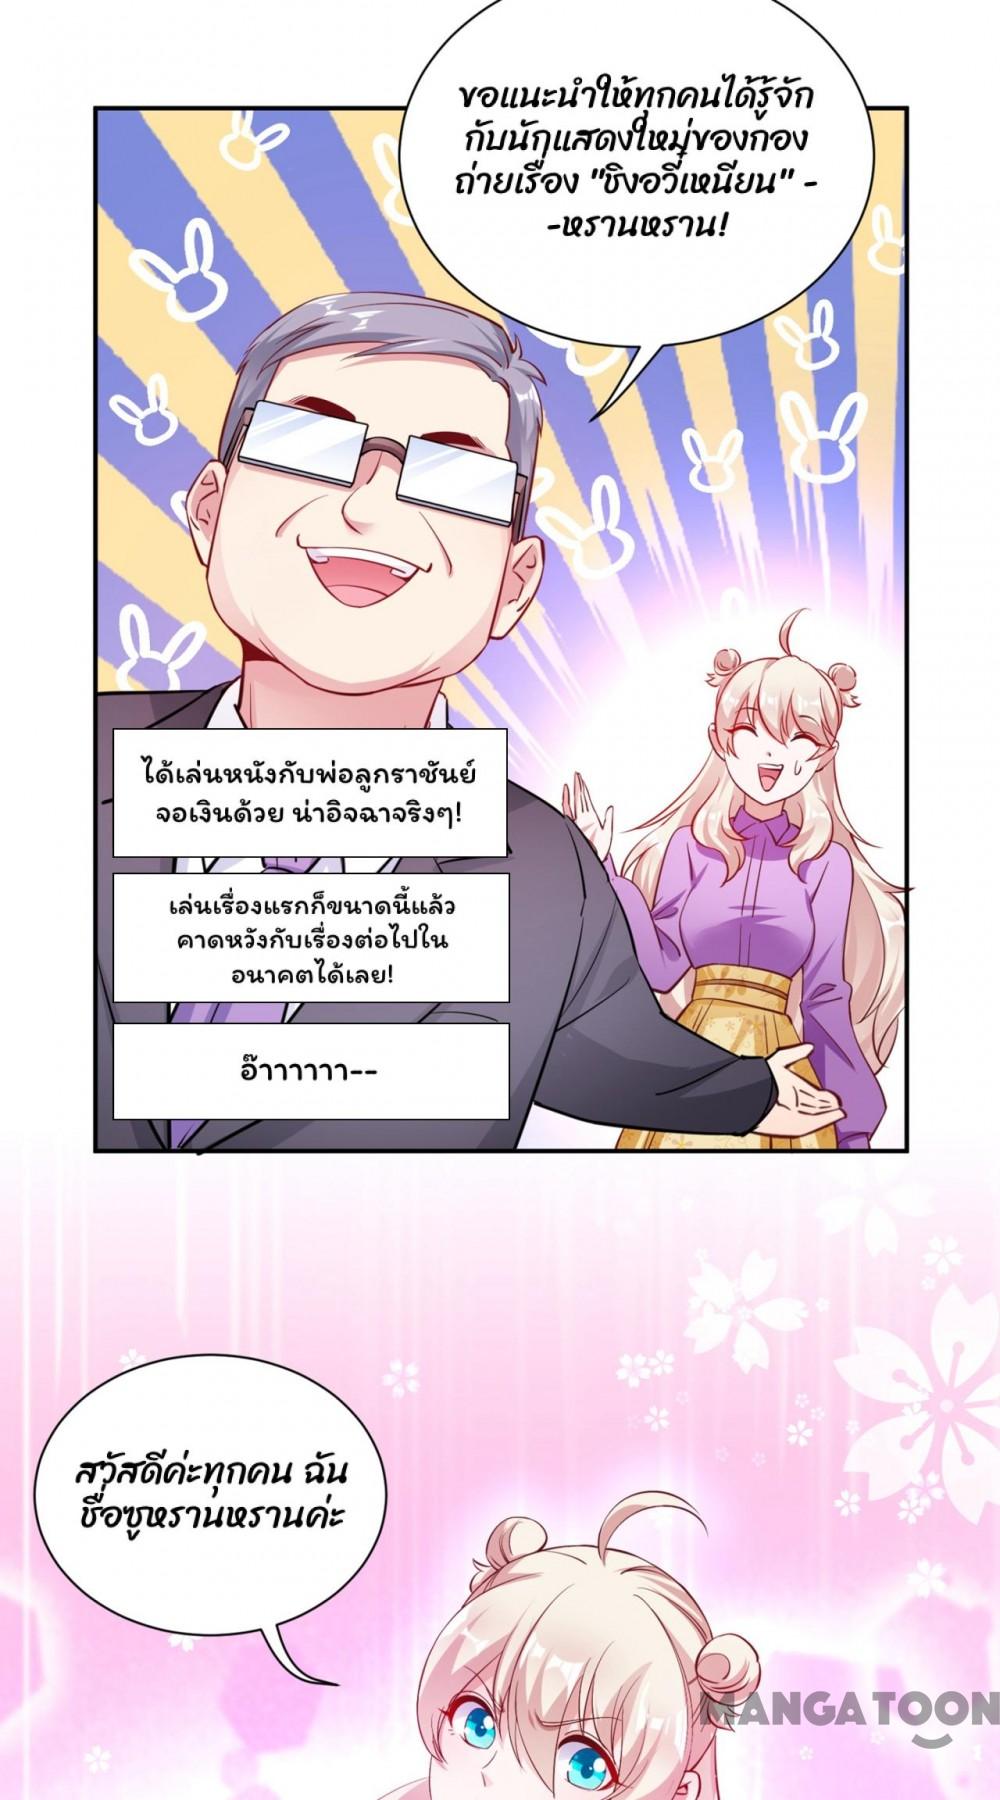 ขอแนะนำให้ทุกคนได้รู้จัก
กับนักแสดงใหม่ของกอง
ถ่ายเรื่อง "ชิงอวี๋เหนียน" -
-หรานหราน!
ได้เล่นหนังกับพ่อลูกราชันย์
จอเงินด้วย น่าอิจฉาจริงๆ!
เล่นเรื่องแรกก็ขนาดนี้แล้ว
คาดหวังกับเรื่องต่อไปใน
อนาคตได้เลย!
อ๊าาาาาา--
สวัสดีค่ะทุกคน ฉัน
ชื่อซูหรานหรานค่ะ
MANGATOON